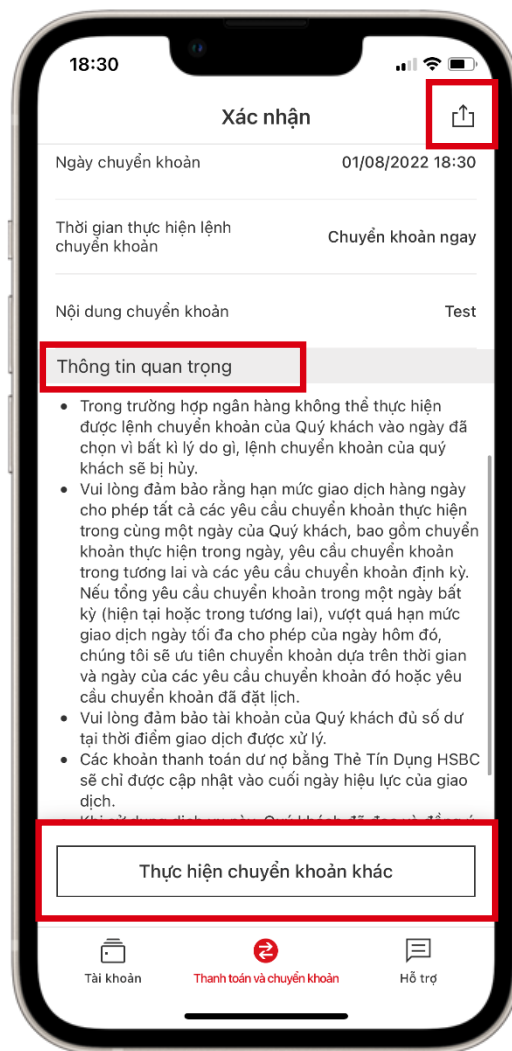 18:30
Xác nhận
Ngày chuyển khoản 01/08/2022 18:30
Thời gian thực hiện lệnh
chuyển khoản
Chuyển khoản ngay
Nội dung chuyển khoản Test
Thông tin quan trọng
• Trong trường hợp ngân hàng không thể thực hiện
được lệnh chuyển khoản của Quý khách vào ngày đã
chọn vì bất kì lý do gì, lệnh chuyển khoản của quý
khách sẽ bị hủy.
• Vui lòng đảm bảo rằng hạn mức giao dịch hàng ngày
cho phép tất cả các yêu cầu chuyển khoản thực hiện
trong cùng một ngày của Quý khách, bao gồm chuyển
khoản thực hiện trong ngày, yêu cầu chuyển khoản
trong tương lai và các yêu cầu chuyển khoản định kỳ.
Nếu tổng yêu cầu chuyển khoản trong một ngày bất
kỳ (hiện tại hoặc trong tương lai), vượt quá hạn mức
giao dịch ngày tối đa cho phép của ngày hôm đó,
chúng tôi sẽ ưu tiên chuyển khoản dựa trên thời gian
và ngày của các yêu cầu chuyển khoản đó hoặc yêu
cầu chuyển khoản đã đặt lịch.
• Vui lòng đảm bảo tài khoản của Quý khách đủ số dư
tại thời điểm giao dịch được xử lý.
• Các khoản thanh toán dư nợ bằng Thẻ Tín Dụng HSBC
sẽ chỉ được cập nhật vào cuối ngày hiệu lực của giao
dịch.
Thực hiện chuyển khoản khác
Tài khoản
Thanh toán và chuyển khoản
Hỗ trợ